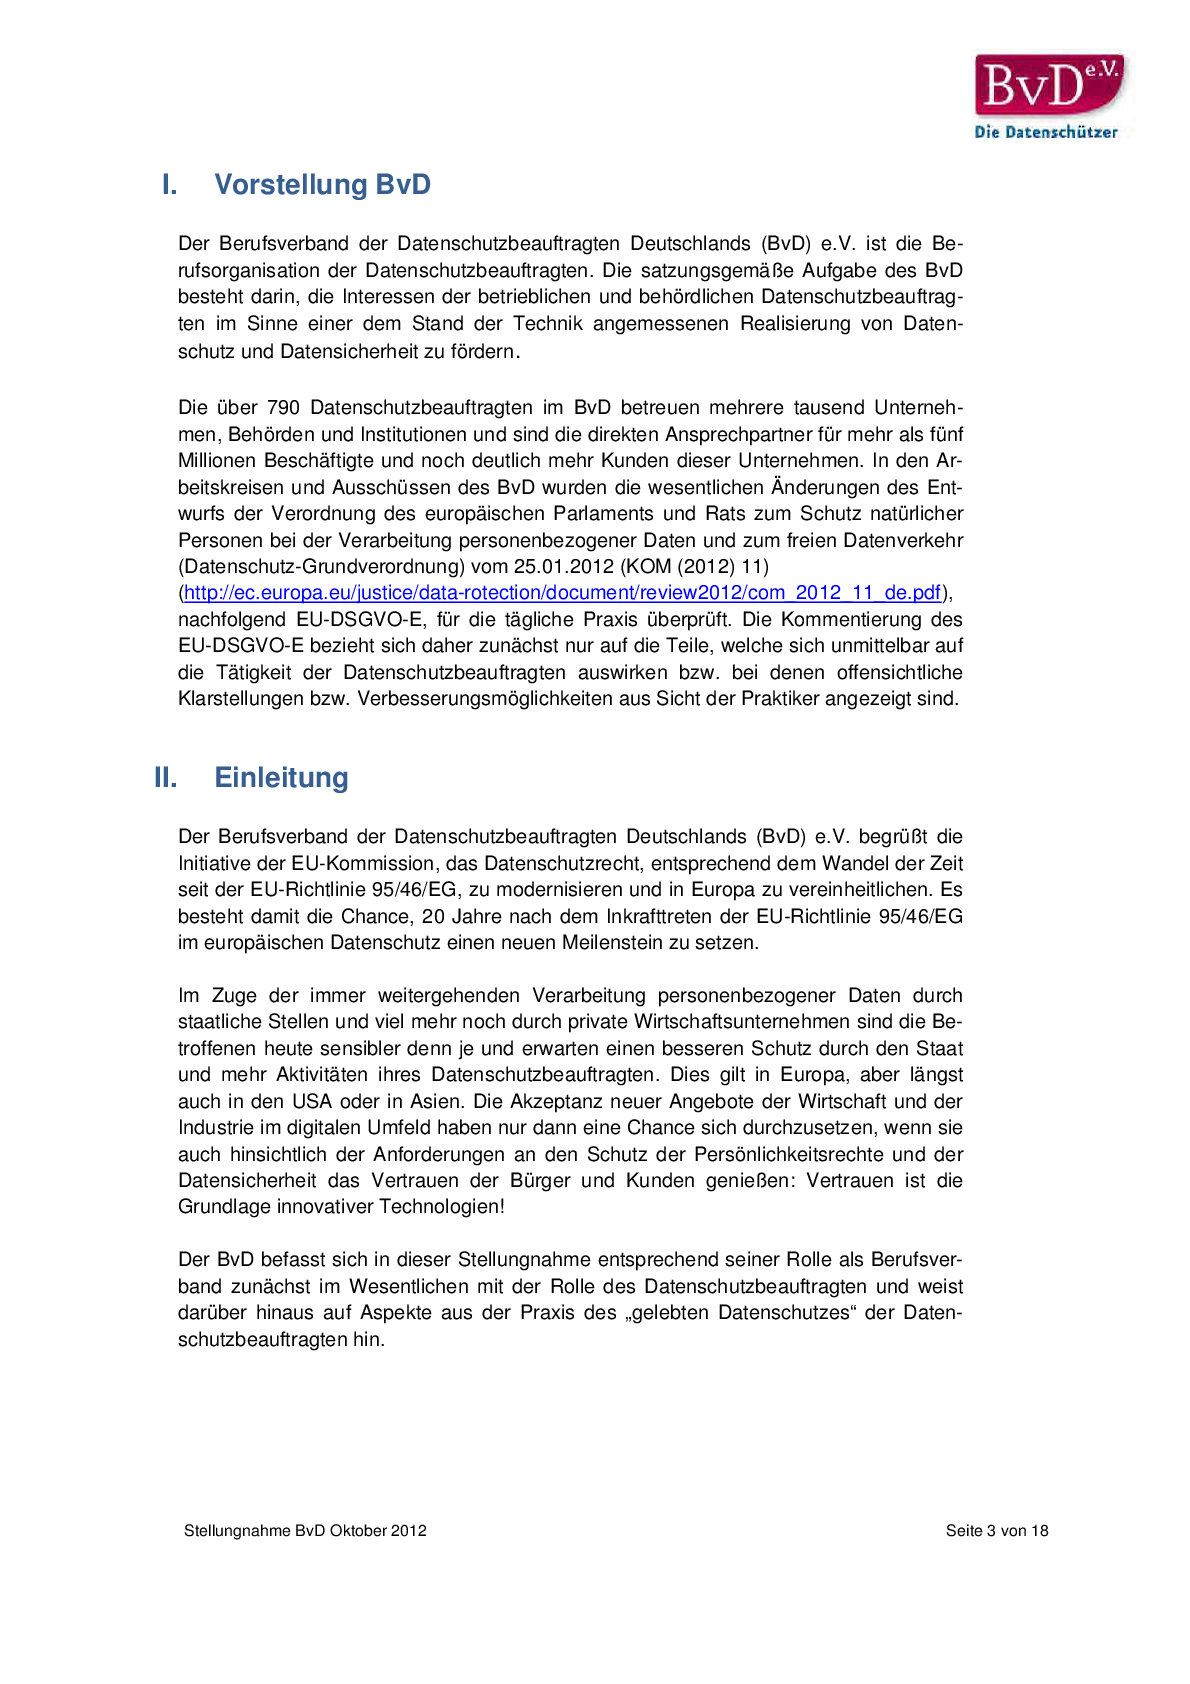 BvD e.V.
Die Datenschützer
I. Vorstellung BvD
Der Berufsverband der Datenschutzbeauftragten Deutschlands (BvD) e.V. ist die Be-
rufsorganisation der Datenschutzbeauftragten. Die satzungsgemäße Aufgabe des BvD
besteht darin, die Interessen der betrieblichen und behördlichen Datenschutzbeauftrag-
ten im Sinne einer dem Stand der Technik angemessenen Realisierung von Daten-
schutz und Datensicherheit zu fördern.
Die über 790 Datenschutzbeauftragten im BvD betreuen mehrere tausend Unterneh-
men, Behörden und Institutionen und sind die direkten Ansprechpartner für mehr als fünf
Millionen Beschäftigte und noch deutlich mehr Kunden dieser Unternehmen. In den Ar-
beitskreisen und Ausschüssen des BvD wurden die wesentlichen Änderungen des Ent-
wurfs der Verordnung des europäischen Parlaments und Rats zum Schutz natürlicher
Personen bei der Verarbeitung personenbezogener Daten und zum freien Datenverkehr
(Datenschutz-Grundverordnung) vom 25.01.2012 (KOM (2012) 11)
(http://ec.europa.eu/justice/data-rotection/document/review2012/com_2012_11_de.pdf),
nachfolgend EU-DSGVO-E, für die tägliche Praxis überprüft. Die Kommentierung des
EU-DSGVO-E bezieht sich daher zunächst nur auf die Teile, welche sich unmittelbar auf
die Tätigkeit der Datenschutzbeauftragten auswirken bzw. bei denen offensichtliche
Klarstellungen bzw. Verbesserungsmöglichkeiten aus Sicht der Praktiker angezeigt sind.
II. Einleitung
Der Berufsverband der Datenschutzbeauftragten Deutschlands (BvD) e.V. begrüßt die
Initiative der EU-Kommission, das Datenschutzrecht, entsprechend dem Wandel der Zeit
seit der EU-Richtlinie 95/46/EG, zu modernisieren und in Europa zu vereinheitlichen. Es
besteht damit die Chance, 20 Jahre nach dem Inkrafttreten der EU-Richtlinie 95/46/EG
im europäischen Datenschutz einen neuen Meilenstein zu setzen.
Im Zuge der immer weitergehenden Verarbeitung personenbezogener Daten durch
staatliche Stellen und viel mehr noch durch private Wirtschaftsunternehmen sind die Be-
troffenen heute sensibler denn je und erwarten einen besseren Schutz durch den Staat
und mehr Aktivitäten ihres Datenschutzbeauftragten. Dies gilt in Europa, aber längst
auch in den USA oder in Asien. Die Akzeptanz neuer Angebote der Wirtschaft und der
Industrie im digitalen Umfeld haben nur dann eine Chance sich durchzusetzen, wenn sie
auch hinsichtlich der Anforderungen an den Schutz der Persönlichkeitsrechte und der
Datensicherheit das Vertrauen der Bürger und Kunden genießen: Vertrauen ist die
Grundlage innovativer Technologien!
Der BvD befasst sich in dieser Stellungnahme entsprechend seiner Rolle als Berufsver-
band zunächst im Wesentlichen mit der Rolle des Datenschutzbeauftragten und weist
darüber hinaus auf Aspekte aus der Praxis des „gelebten Datenschutzes“ der Daten-
schutzbeauftragten hin.
Stellungnahme BvD Oktober 2012 Seite 3 von 18